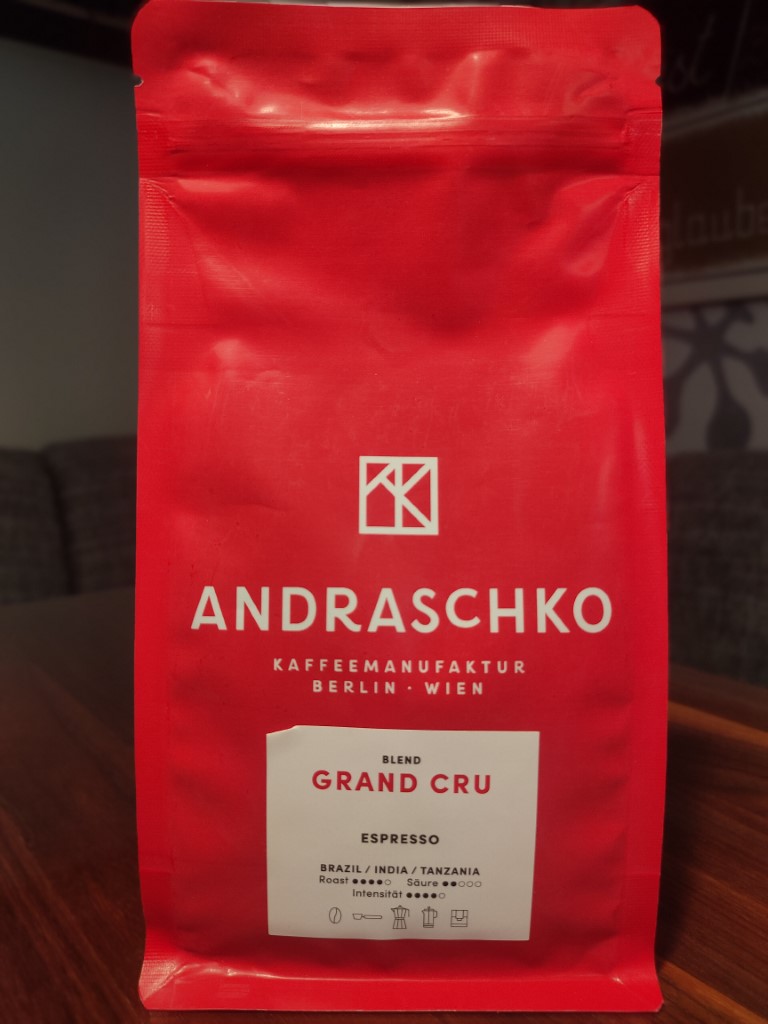 ANDRASCHKO
KAFFEEMANUFAKTUR
BERLIN · WIEN
BLEND
GRAND CRU
ESPRESSO
BRAZIL / INDIA / TANZANIA
Roast ●●●●○ Säure ●●○○○
Intensität ●●●●○